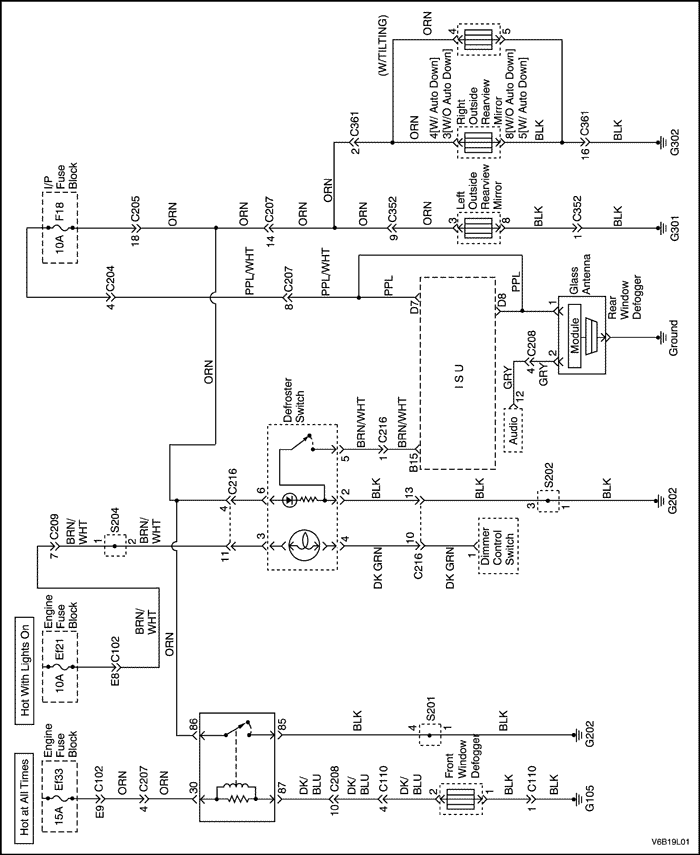 Hot at All Times
Engine
Fuse
Block
Ef33
15A
E9
C102
ORN
4
C207
ORN
30
86
87
85
DK/
BLU
10
C208
DK/
BLU
4
C110
DK/
BLU
2
Front
Window
Defogger
1
BLK
1
C110
BLK
G105
BLK
4
S201
1
BLK
G202
Hot With Lights On
Engine
Fuse
Block
Ef21
10A
E8
C102
BRN/
WHT
ORN
7
C209
BRN/
WHT
1
S204
2
BRN/
WHT
11
4
C216
3
6
Defroster
Switch
4
2
5
DK GRN
10
C216
DK GRN
1
Dimmer
Control
Switch
BLK
13
BLK
3
S202
1
BLK
G202
BRN/WHT
1
C216
BRN/WHT
B15
ISU
D7
D8
PPL
PPL
Audio
12
GRY
4
C208
GRY
2
1
Glass
Antenna
Module
Rear
Window
Defogger
Ground
ORN
I/P
Fuse
Block
F18
10A
4
C204
PPL/WHT
8
C207
PPL/WHT
18
C205
ORN
ORN
14
C207
ORN
ORN
9
C352
ORN
3
Left
Outside
Rearview
Mirror
8
BLK
1
C352
BLK
G301
2
C361
ORN
(W/TILTING)
ORN
4
5
4[W/ Auto Down]
3[W/O Auto Down]
Right
Outside
Rearview
Mirror
8[W/O Auto Down]
5[W/ Auto Down]
BLK
16
C361
BLK
G302
V6B19L01